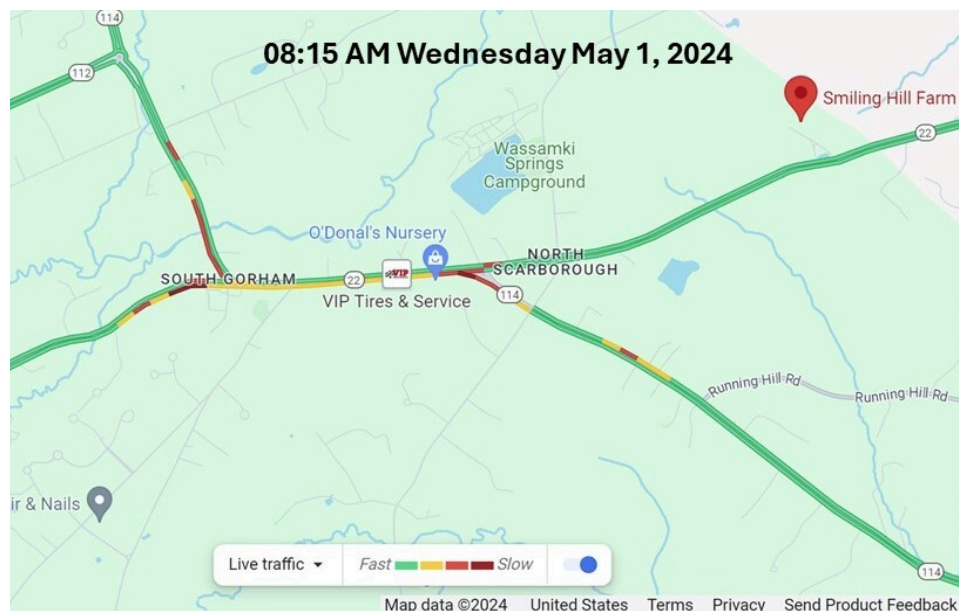 114
08:15 AM Wednesday May 1, 2024
112
Smiling Hill Farm
22
Wassamki
Springs
Campground
O'Donal's Nursery
NORTH
SCARBOROUGH
SOUTH GORHAM
22
VIP
VIP Tires & Service
114
Running Hill Rd
Running Hill Rd
ir & Nails
Live traffic
Fast
Slow
114
Map data ©2024 United States Terms Privacy Send Product Feedback